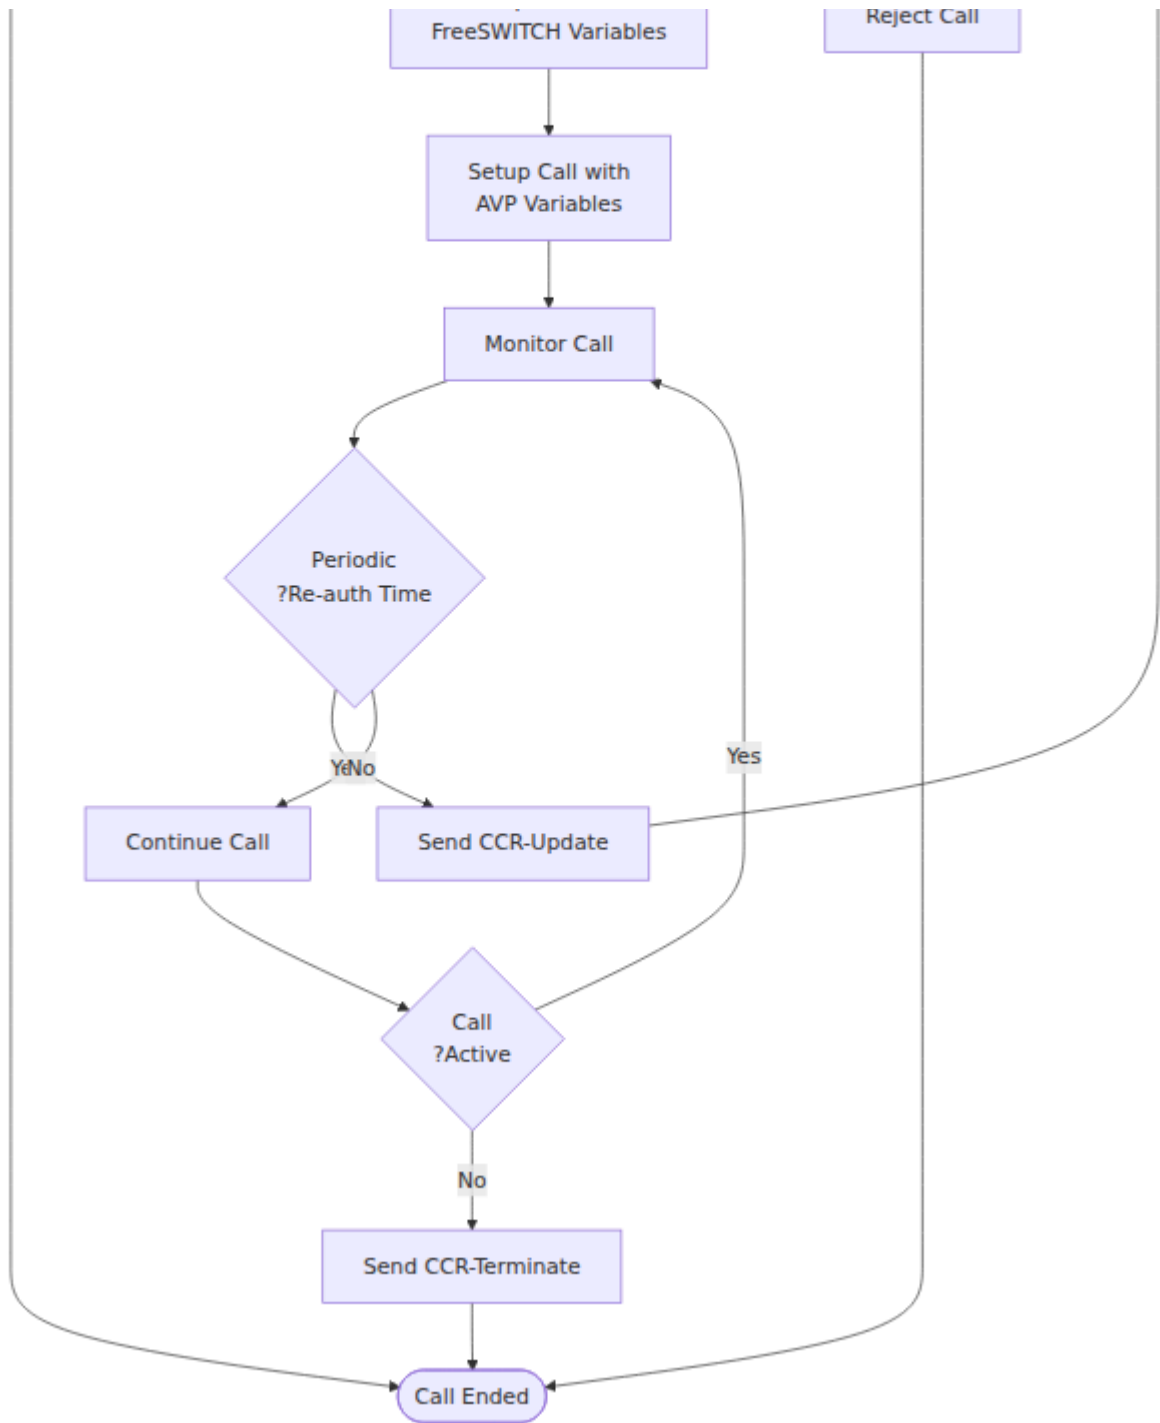 FreeSWITCH Variables
Reject Call
Setup Call with
AVP Variables
Monitor Call
Periodic
?Re-auth Time
No
Yes
Continue Call
Send CCR-Update
Call
?Active
No
Send CCR-Terminate
Call Ended